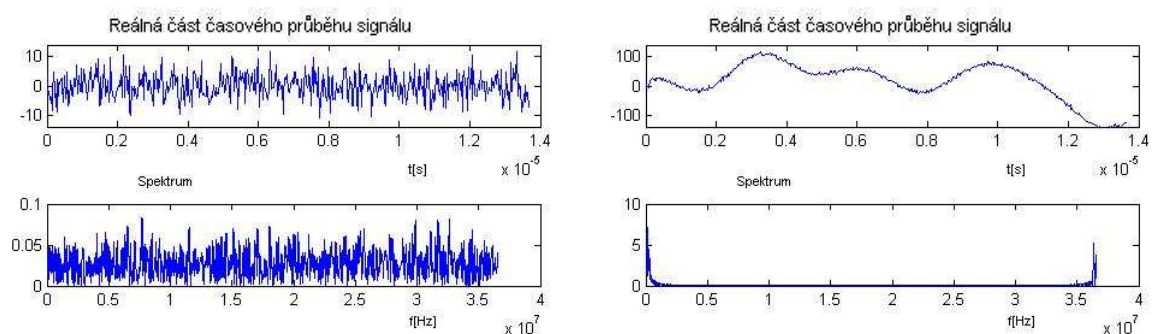 Reálná část časového průběhu signálu
10
0
-10
0 0.2 0.4 0.6 0.8 1 1.2 1.4
t[s]
x 10⁻⁵
Spektrum
0.1
0.05
0
0 0.5 1 1.5 2 2.5 3 3.5 4
f[Hz]
x 10⁷
Reálná část časového průběhu signálu
100
0
-100
0 0.2 0.4 0.6 0.8 1 1.2 1.4
t[s]
x 10⁻⁵
Spektrum
10
5
0
0 0.5 1 1.5 2 2.5 3 3.5 4
f[Hz]
x 10⁷